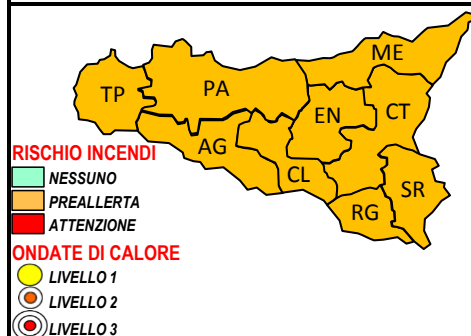 ME
TP
PA
EN
CT
AG
CL
SR
RG
RISCHIO INCENDI
NESSUNO
PREALLERTA
ATTENZIONE
ONDATE DI CALORE
LIVELLO 1
LIVELLO 2
LIVELLO 3